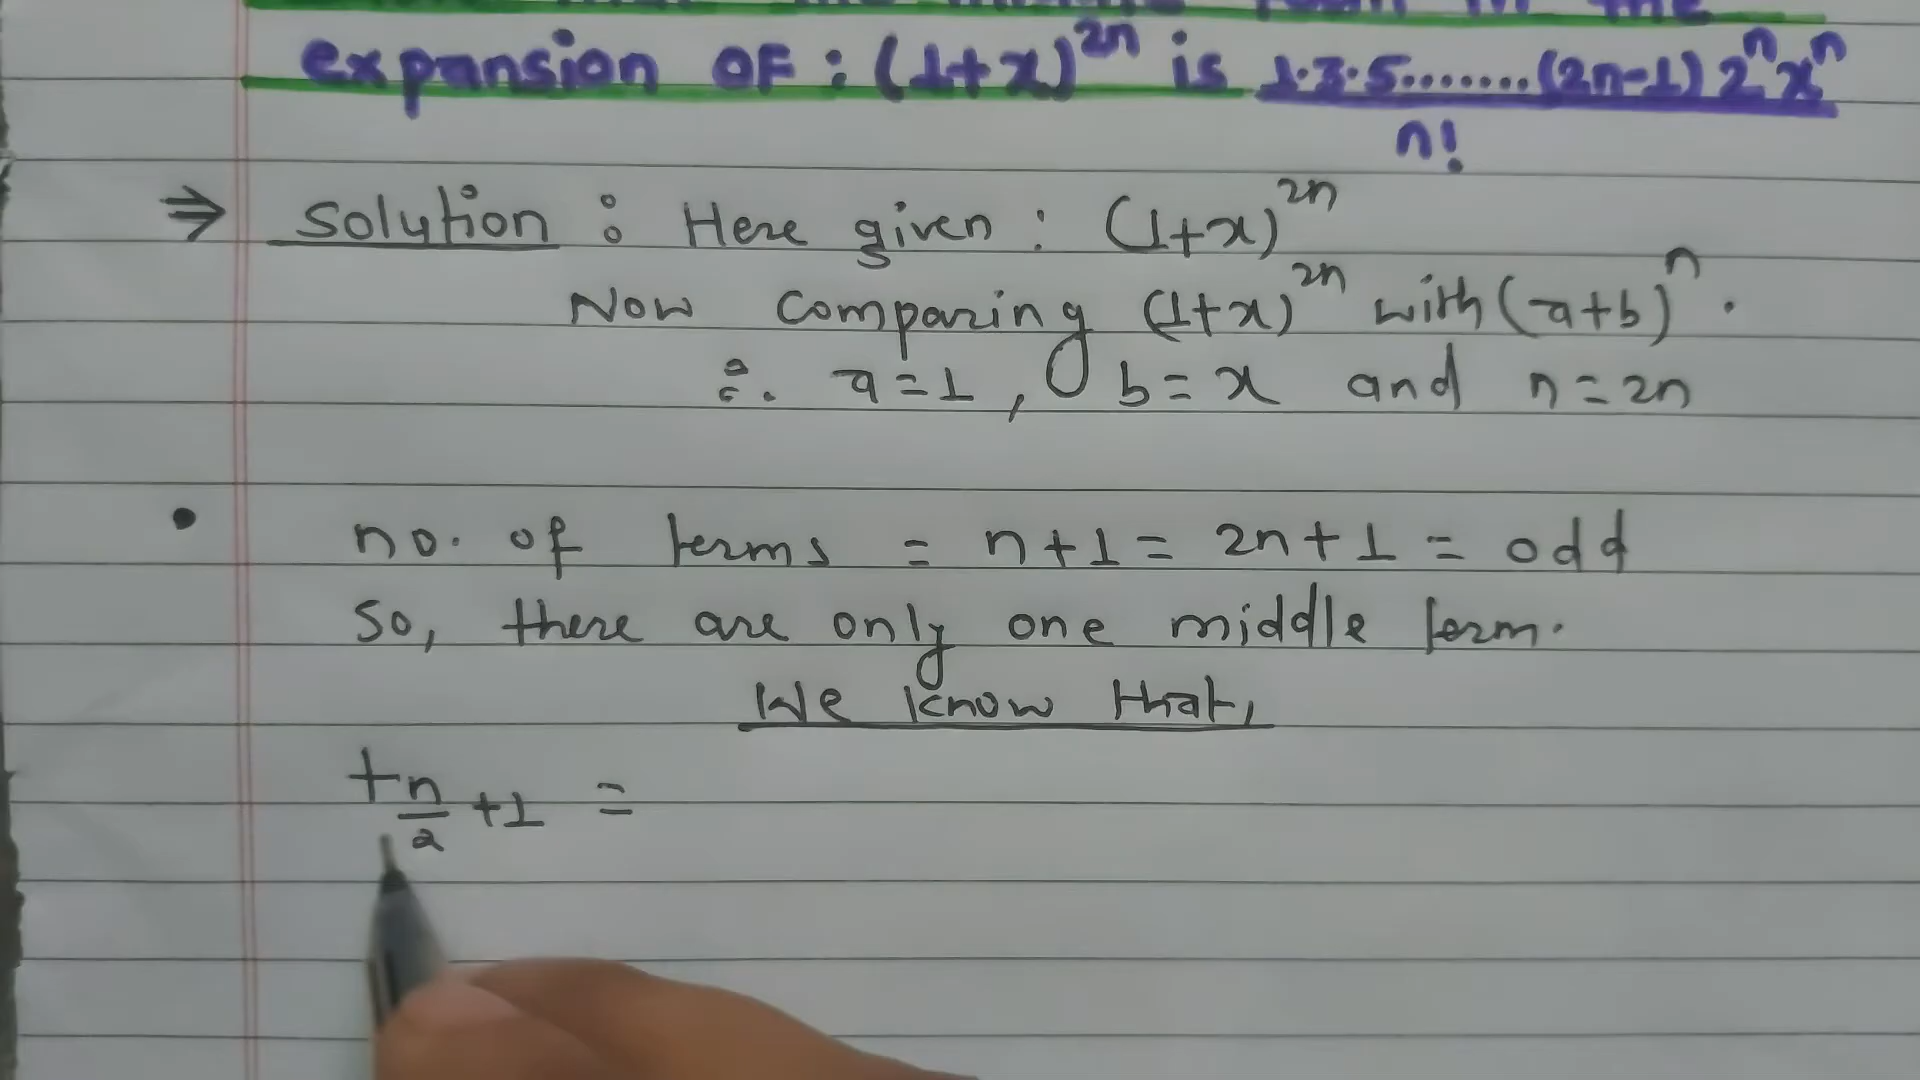 expansion OF : (1+x)^2n is 1·3·5.......(2n-1) 2^n x^n
n!
⇒ Solution : Here given : (1+x)^2n
Now comparing (1+x)^2n with (a+b)^n .
∴ a=1, b=x and n=2n
• no. of terms = n+1 = 2n+1 = odd
So, there are only one middle term.
We know that,
t n/2 +1 =